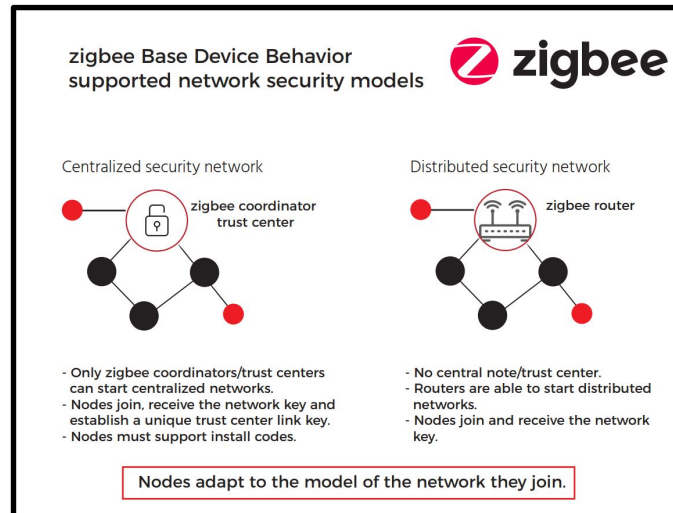 zigbee Base Device Behavior
supported network security models
zigbee
Centralized security network
zigbee coordinator
trust center
- Only zigbee coordinators/trust centers
can start centralized networks.
- Nodes join, receive the network key and
establish a unique trust center link key.
- Nodes must support install codes.
Distributed security network
zigbee router
- No central note/trust center.
- Routers are able to start distributed
networks.
- Nodes join and receive the network
key.
Nodes adapt to the model of the network they join.